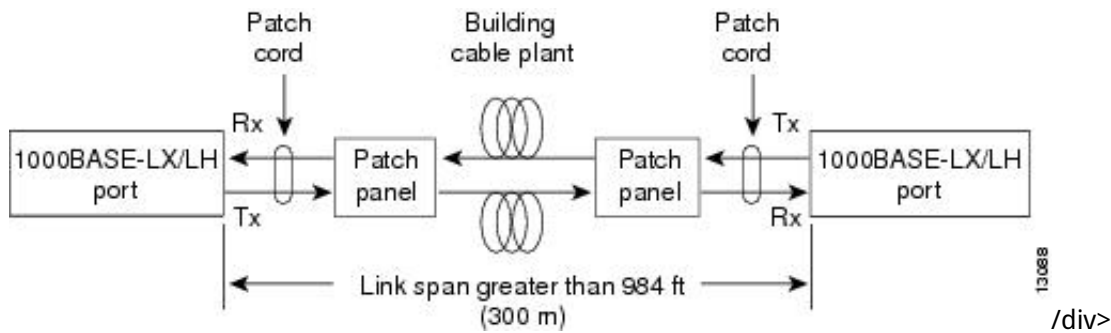 Patch
cord
Building
cable plant
Patch
cord
Rx
Tx
1000BASE-LX/LH
port
Patch
panel
Patch
panel
1000BASE-LX/LH
port
Tx
Rx
Link span greater than 984 ft
(300 m)
13088
/div>